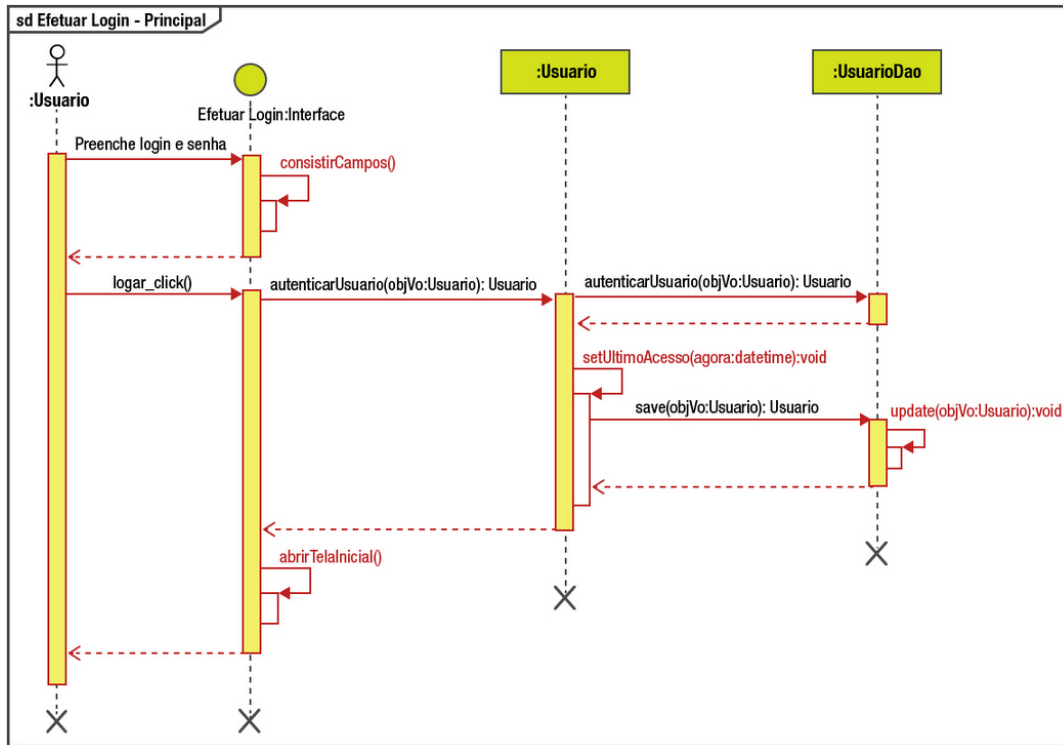 sd Efetuar Login - Principal
:Usuario
Efetuar Login:Interface
:Usuario
:UsuarioDao
Preenche login e senha
consistirCampos()
logar_click()
autenticarUsuario(objVo:Usuario): Usuario
autenticarUsuario(objVo:Usuario): Usuario
setUltimoAcesso(agora:datetime):void
save(objVo:Usuario): Usuario
update(objVo:Usuario):void
abrirTelaInicial()